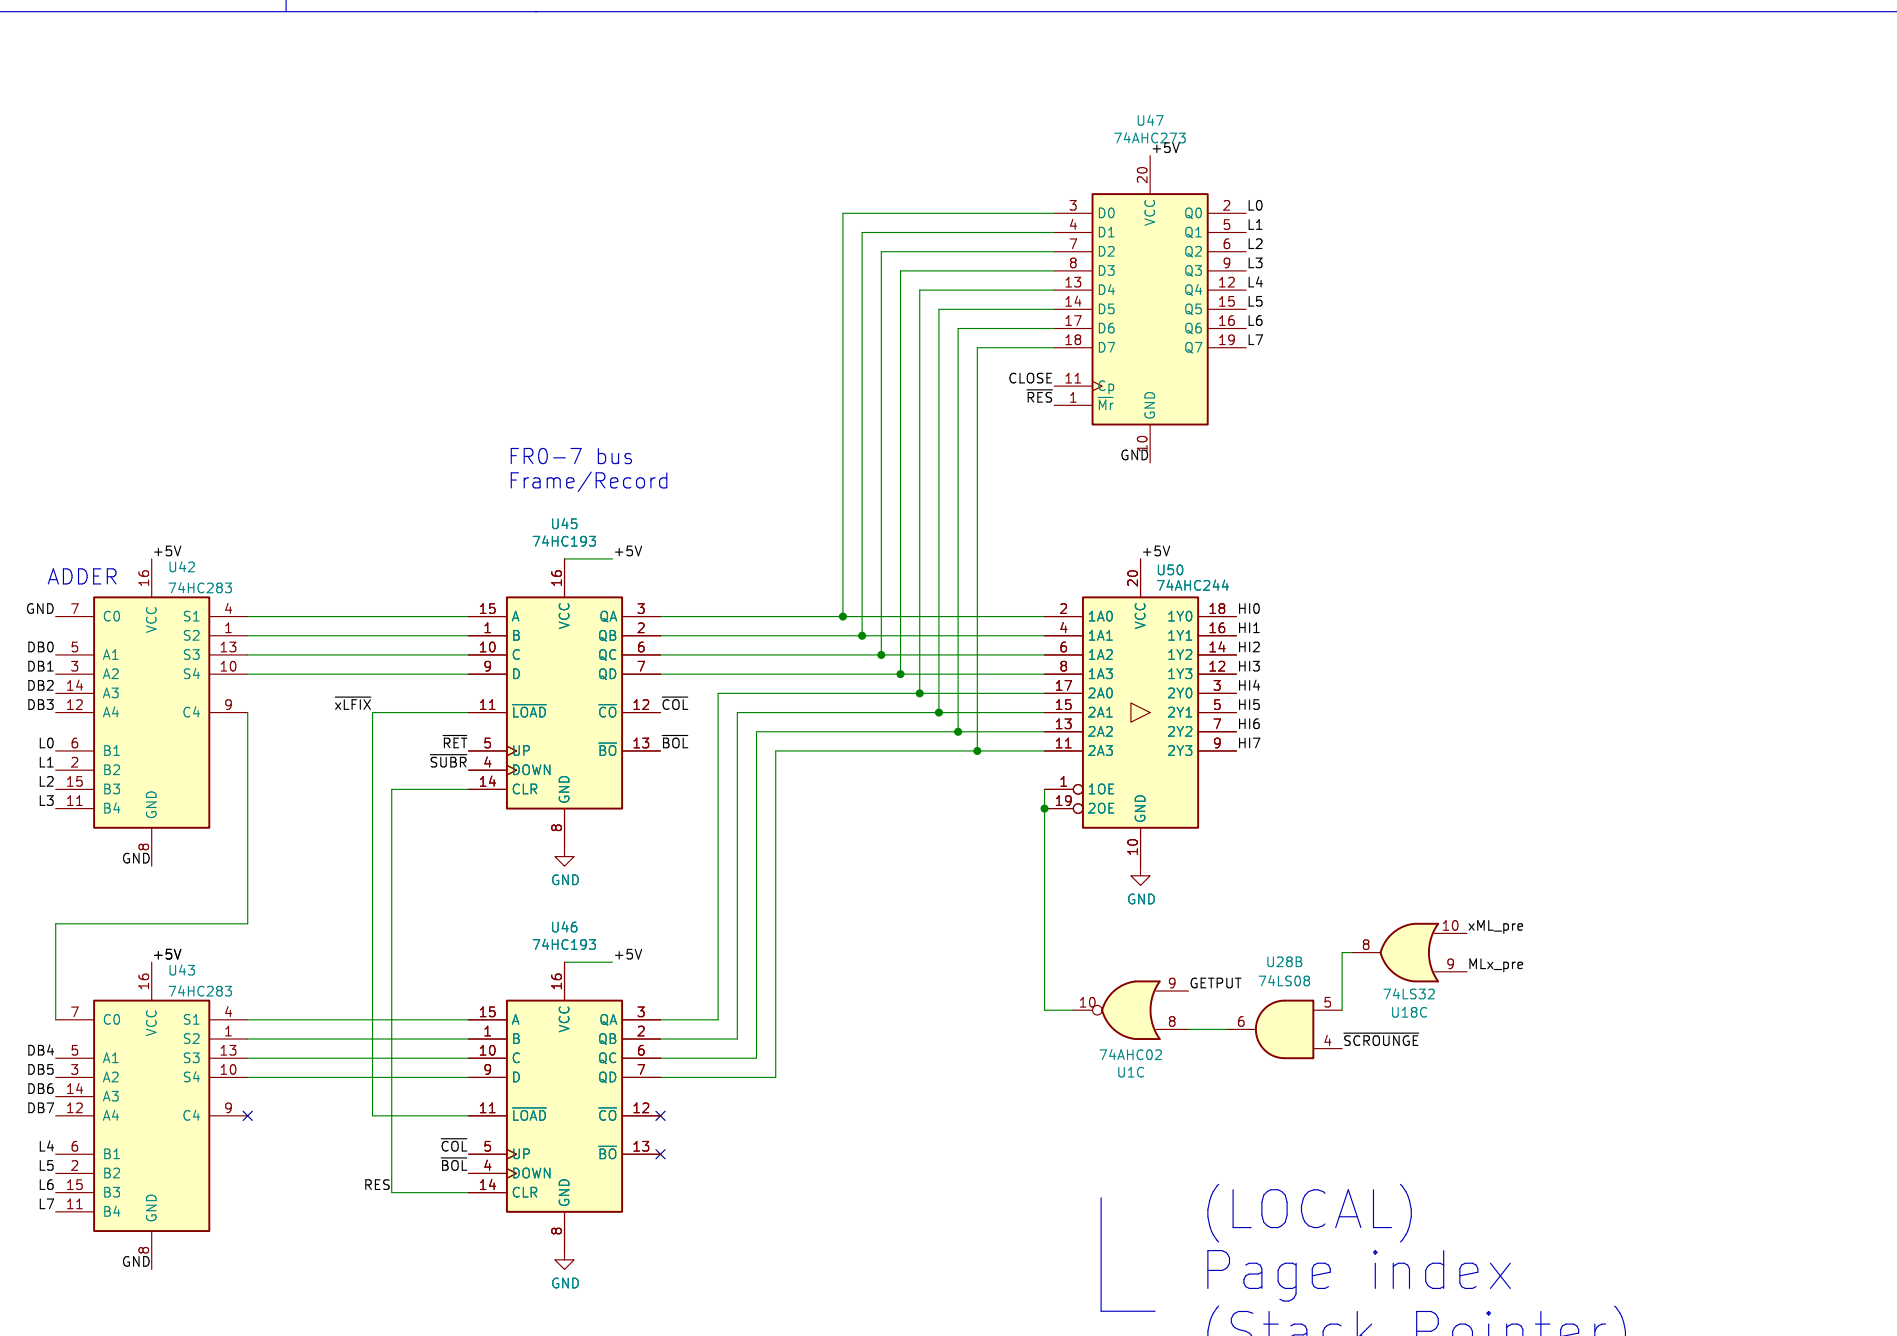 U47
74AHC273
+5V
20
VCC
3 D0 Q0 2 L0
4 D1 Q1 5 L1
7 D2 Q2 6 L2
8 D3 Q3 9 L3
13 D4 Q4 12 L4
14 D5 Q5 15 L5
17 D6 Q6 16 L6
18 D7 Q7 19 L7
CLOSE 11 Cp
RES 1 Mr
GND
10
GND
FR0-7 bus
Frame/Record
ADDER
+5V
U42
74HC283
16
VCC
GND 7 C0 S1 4
S2 1
DB0 5 A1 S3 13
DB1 3 A2 S4 10
DB2 14 A3
DB3 12 A4 C4 9
L0 6 B1
L1 2 B2
L2 15 B3
L3 11 B4
GND
8
GND
U45
74HC193
+5V
16
VCC
15 A QA 3
1 B QB 2
10 C QC 6
9 D QD 7
xLFIX
11 LOAD CO 12 COL
RET 5 UP BO 13 BOL
SUBR 4 DOWN
14 CLR
GND
8
GND
+5V
U50
74AHC244
20
VCC
2 1A0 1Y0 18 HI0
4 1A1 1Y1 16 HI1
6 1A2 1Y2 14 HI2
8 1A3 1Y3 12 HI3
17 2A0 2Y0 3 HI4
15 2A1 2Y1 5 HI5
13 2A2 2Y2 7 HI6
11 2A3 2Y3 9 HI7
1 1OE
19 2OE
GND
10
GND
+5V
U43
74HC283
16
VCC
7 C0 S1 4
S2 1
DB4 5 A1 S3 13
DB5 3 A2 S4 10
DB6 14 A3
DB7 12 A4 C4 9
L4 6 B1
L5 2 B2
L6 15 B3
L7 11 B4
GND
8
GND
U46
74HC193
+5V
16
VCC
15 A QA 3
1 B QB 2
10 C QC 6
9 D QD 7
11 LOAD CO 12
COL 5 UP BO 13
BOL 4 DOWN
RES 14 CLR
GND
8
GND
10 xML_pre
8
9 MLx_pre
74LS32
U18C
U28B
74LS08
5
6
4 SCROUNGE
9 GETPUT
10
8
74AHC02
U1C
L
(LOCAL)
Page index
(Stack Pointer)